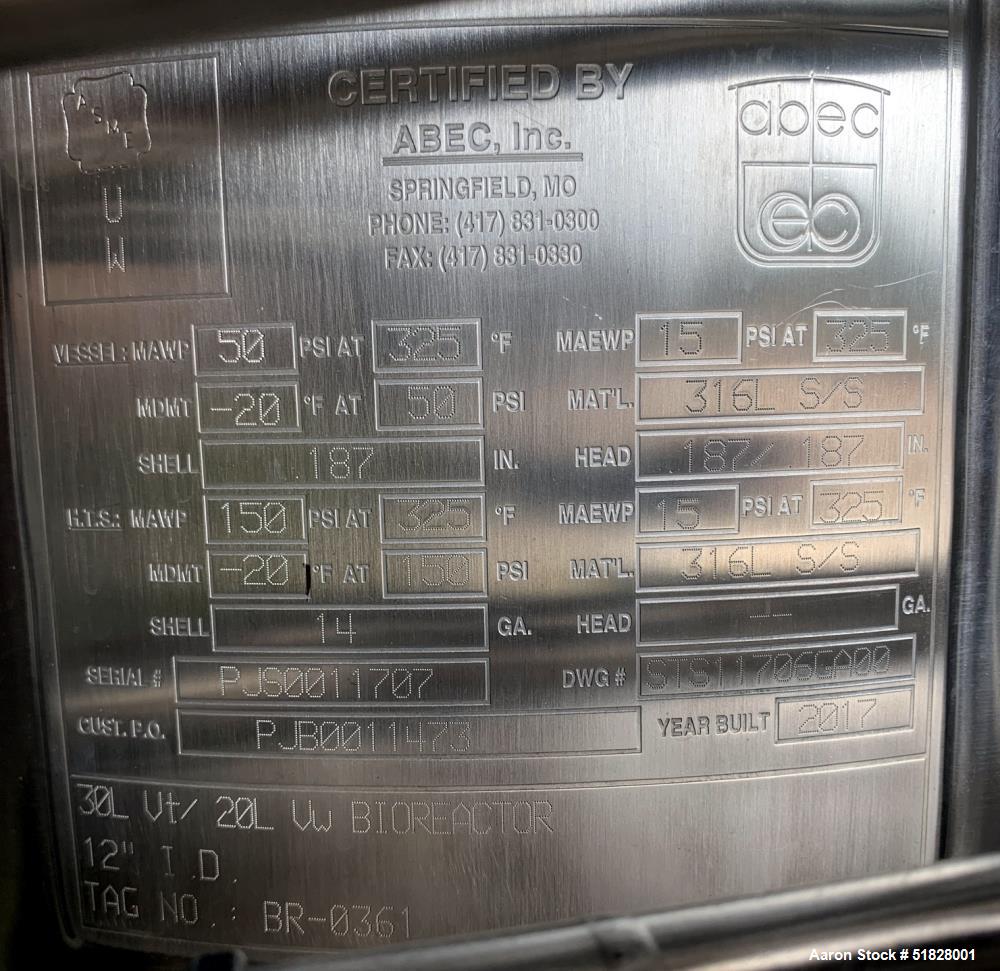 ASME
CERTIFIED BY
ABEC, Inc.
SPRINGFIELD, MO
PHONE: (417) 831-0300
FAX: (417) 831-0330
abec
ec
U
W
VESSEL: MAWP 50 PSI AT 325 °F MAEWP 15 PSI AT 325 °F
MDMT -20 °F AT 50 PSI MAT'L. 316L S/S
SHELL .187 IN. HEAD .187/.187 IN.
H.T.S.: MAWP 150 PSI AT 325 °F MAEWP 15 PSI AT 325 °F
MDMT -20 °F AT 150 PSI MAT'L. 316L S/S
SHELL 14 GA. HEAD -- GA.
SERIAL # PJS0011707 DWG # STS11706GA00
CUST. P.O. PJB0011473 YEAR BUILT 2017
30L Vt/ 20L Vw BIOREACTOR
12" I.D.
TAG NO.: BR-0361
Aaron Stock # 51828001